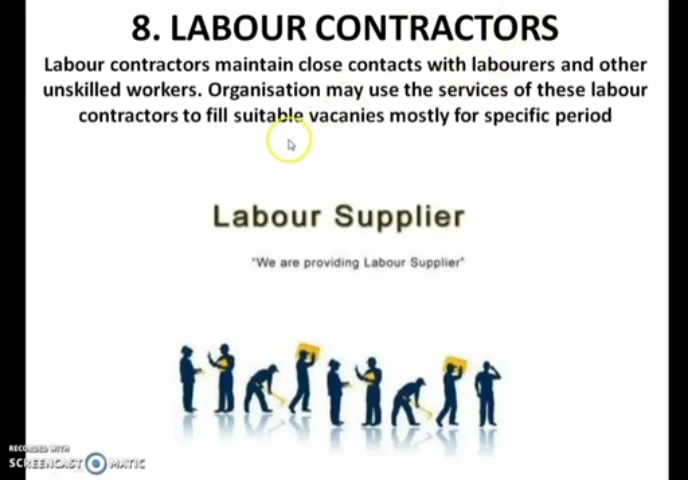 8. LABOUR CONTRACTORS
Labour contractors maintain close contacts with labourers and other
unskilled workers. Organisation may use the services of these labour
contractors to fill suitable vacanies mostly for specific period
Labour Supplier
"We are providing Labour Supplier"
RECORDED WITH
SCREENCAST MATIC